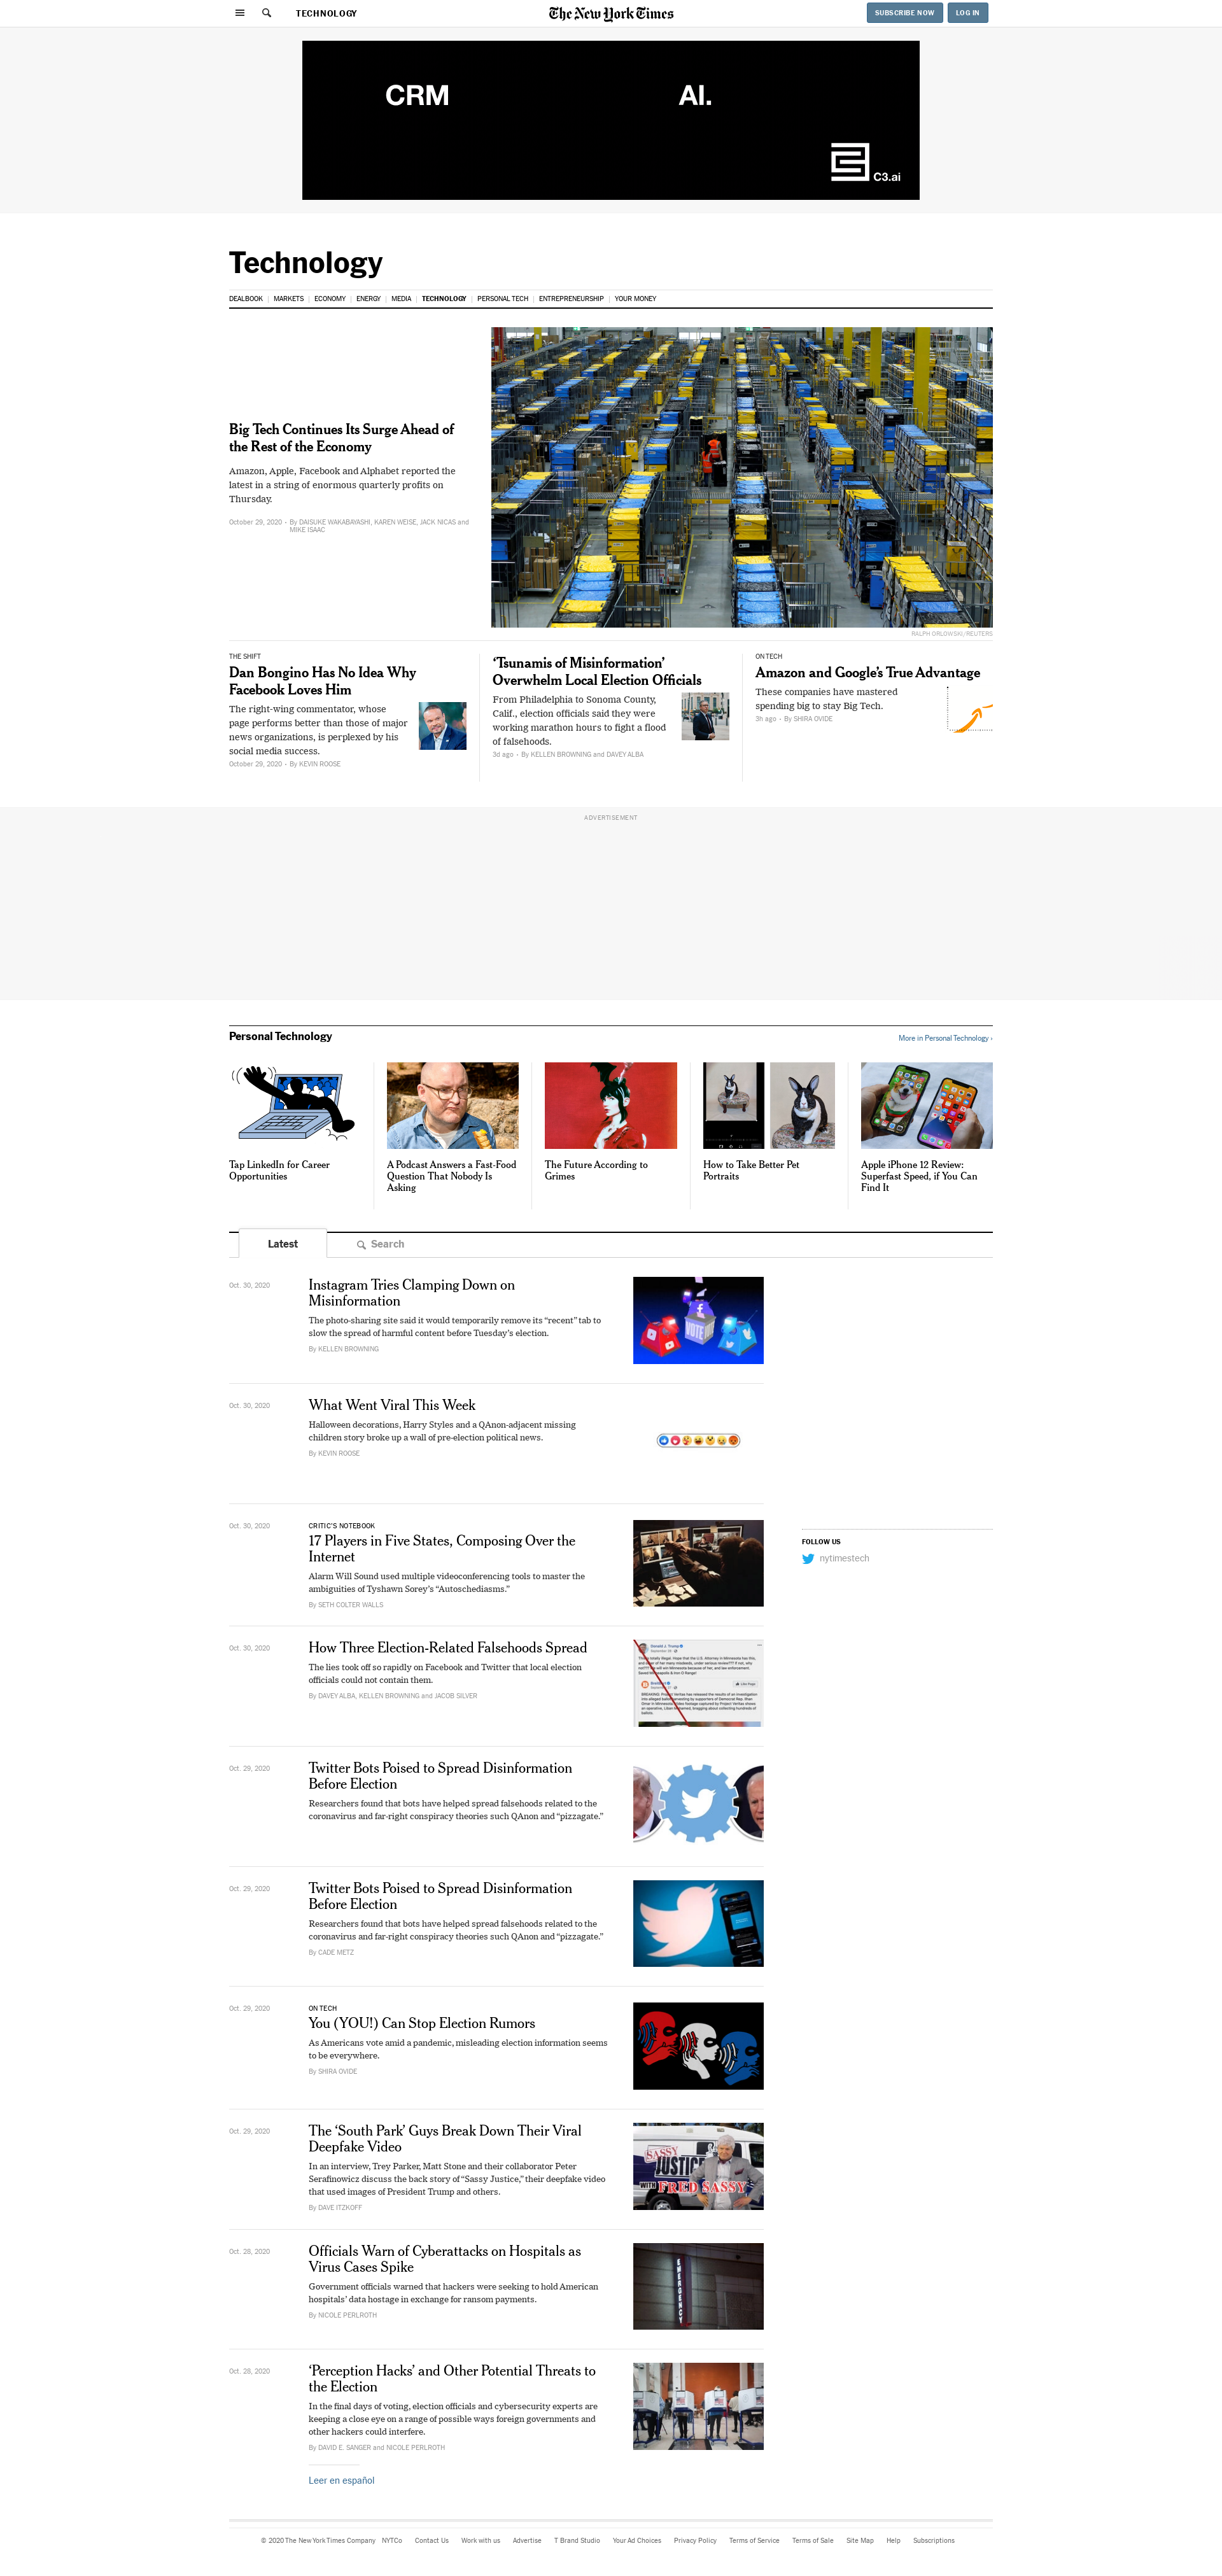 TECHNOLOGY
The New York Times
SUBSCRIBE NOW
LOG IN
CRM AI.
C3.ai
Technology
DEALBOOK | MARKETS | ECONOMY | ENERGY | MEDIA | TECHNOLOGY | PERSONAL TECH | ENTREPRENEURSHIP | YOUR MONEY
Big Tech Continues Its Surge Ahead of
the Rest of the Economy
Amazon, Apple, Facebook and Alphabet reported the
latest in a string of enormous quarterly profits on
Thursday.
October 29, 2020 - By DAISUKE WAKABAYASHI, KAREN WEISE, JACK NICAS and
MIKE ISAAC
RALPH ORLOWSKI/REUTERS
THE SHIFT
Dan Bongino Has No Idea Why
Facebook Loves Him
The right-wing commentator, whose
page performs better than those of major
news organizations, is perplexed by his
social media success.
October 29, 2020 - By KEVIN ROOSE
‘Tsunamis of Misinformation’
Overwhelm Local Election Officials
From Philadelphia to Sonoma County,
Calif., election officials said they were
working marathon hours to fight a flood
of falsehoods.
3d ago - By KELLEN BROWNING and DAVEY ALBA
ON TECH
Amazon and Google’s True Advantage
These companies have mastered
spending big to stay Big Tech.
3h ago - By SHIRA OVIDE
ADVERTISEMENT
Personal Technology
More in Personal Technology ›
Tap LinkedIn for Career
Opportunities
A Podcast Answers a Fast-Food
Question That Nobody Is
Asking
The Future According to
Grimes
How to Take Better Pet
Portraits
Apple iPhone 12 Review:
Superfast Speed, if You Can
Find It
Latest
Search
Oct. 30, 2020
Instagram Tries Clamping Down on
Misinformation
The photo-sharing site said it would temporarily remove its “recent” tab to
slow the spread of harmful content before Tuesday’s election.
By KELLEN BROWNING
VOTE
Oct. 30, 2020
What Went Viral This Week
Halloween decorations, Harry Styles and a QAnon-adjacent missing
children story broke up a wall of pre-election political news.
By KEVIN ROOSE
Oct. 30, 2020
CRITIC’S NOTEBOOK
17 Players in Five States, Composing Over the
Internet
Alarm Will Sound used multiple videoconferencing tools to master the
ambiguities of Tyshawn Sorey’s “Autoschediasms.”
By SETH COLTER WALLS
FOLLOW US
nytimestech
Oct. 30, 2020
How Three Election-Related Falsehoods Spread
The lies took off so rapidly on Facebook and Twitter that local election
officials could not contain them.
By DAVEY ALBA, KELLEN BROWNING and JACOB SILVER
Donald J. Trump
Oct. 29, 2020
Twitter Bots Poised to Spread Disinformation
Before Election
Researchers found that bots have helped spread falsehoods related to the
coronavirus and far-right conspiracy theories such QAnon and “pizzagate.”
Oct. 29, 2020
Twitter Bots Poised to Spread Disinformation
Before Election
Researchers found that bots have helped spread falsehoods related to the
coronavirus and far-right conspiracy theories such QAnon and “pizzagate.”
By CADE METZ
Oct. 29, 2020
ON TECH
You (YOU!) Can Stop Election Rumors
As Americans vote amid a pandemic, misleading election information seems
to be everywhere.
By SHIRA OVIDE
Oct. 29, 2020
The ‘South Park’ Guys Break Down Their Viral
Deepfake Video
In an interview, Trey Parker, Matt Stone and their collaborator Peter
Serafinowicz discuss the back story of “Sassy Justice,” their deepfake video
that used images of President Trump and others.
By DAVE ITZKOFF
SASSY
JUSTICE
WITH FRED SASSY
Oct. 28, 2020
Officials Warn of Cyberattacks on Hospitals as
Virus Cases Spike
Government officials warned that hackers were seeking to hold American
hospitals’ data hostage in exchange for ransom payments.
By NICOLE PERLROTH
EMERGENCY
Oct. 28, 2020
‘Perception Hacks’ and Other Potential Threats to
the Election
In the final days of voting, election officials and cybersecurity experts are
keeping a close eye on a range of possible ways foreign governments and
other hackers could interfere.
By DAVID E. SANGER and NICOLE PERLROTH
Leer en español
© 2020 The New York Times Company NYTCo Contact Us Work with us Advertise T Brand Studio Your Ad Choices Privacy Policy Terms of Service Terms of Sale Site Map Help Subscriptions